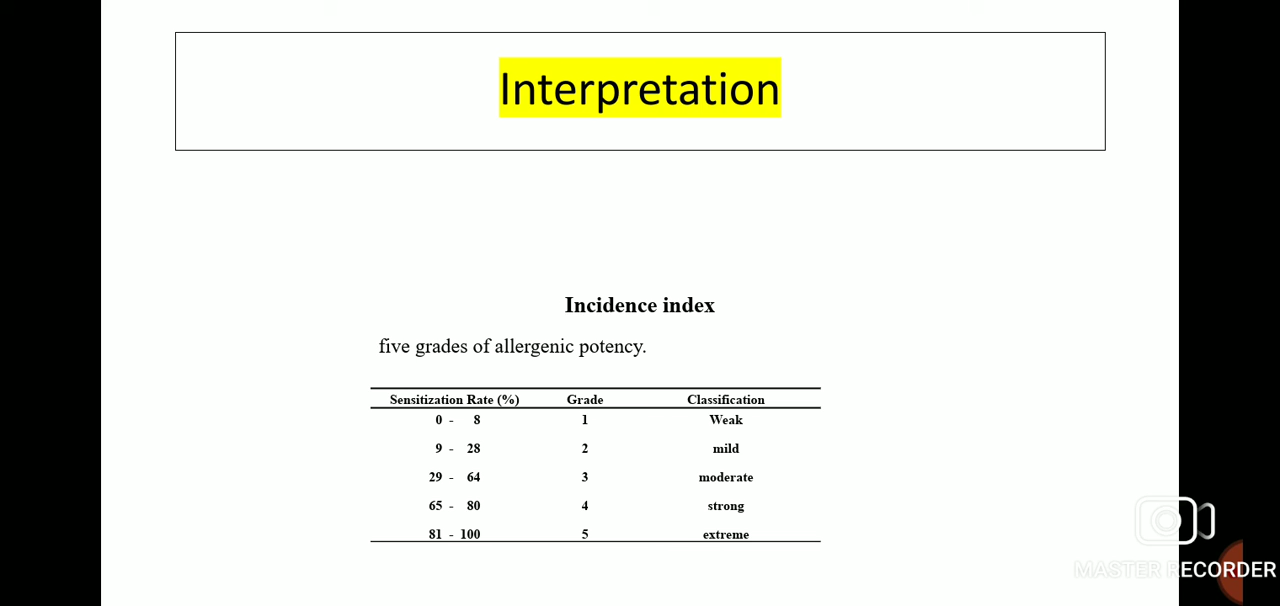 Interpretation
Incidence index
five grades of allergenic potency.
Sensitization Rate (%) Grade Classification
0 - 8 1 Weak
9 - 28 2 mild
29 - 64 3 moderate
65 - 80 4 strong
81 - 100 5 extreme
MASTER RECORDER